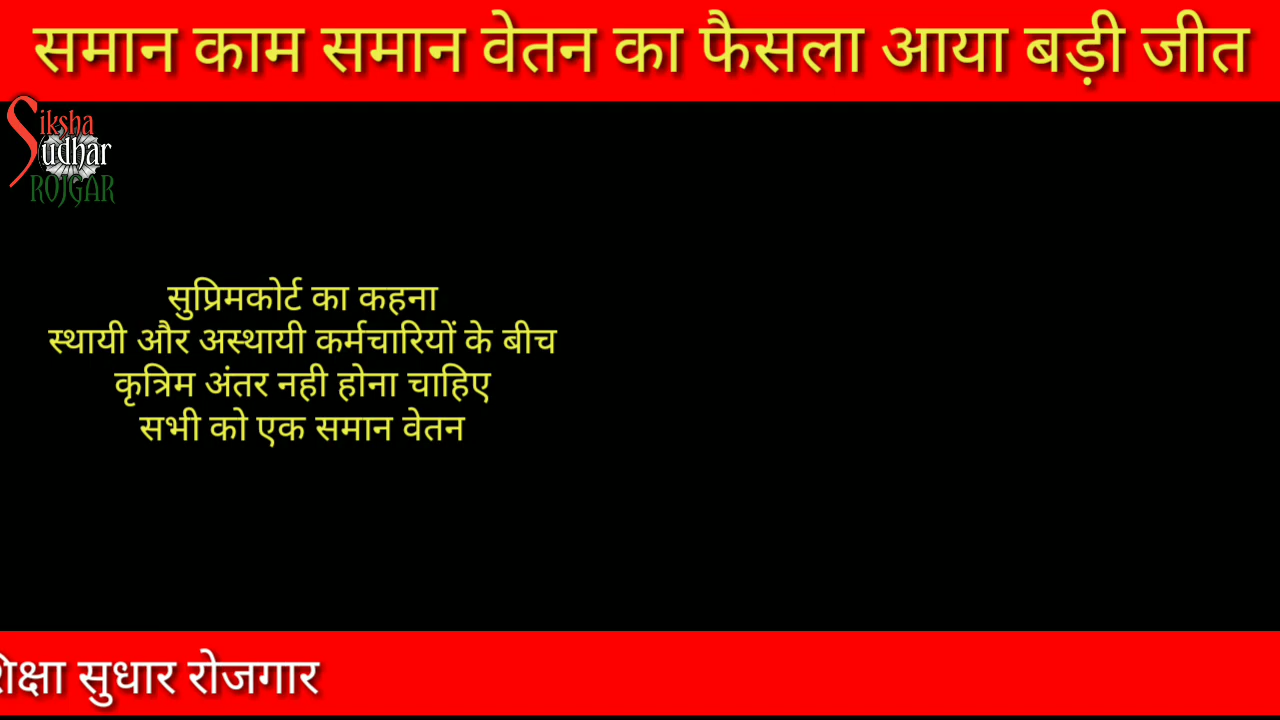 समान काम समान वेतन का फैसला आया बड़ी जीत
Siksha
Sudhar
ROJGAR
सुप्रिमकोर्ट का कहना
स्थायी और अस्थायी कर्मचारियों के बीच
कृत्रिम अंतर नही होना चाहिए
सभी को एक समान वेतन
शिक्षा सुधार रोजगार